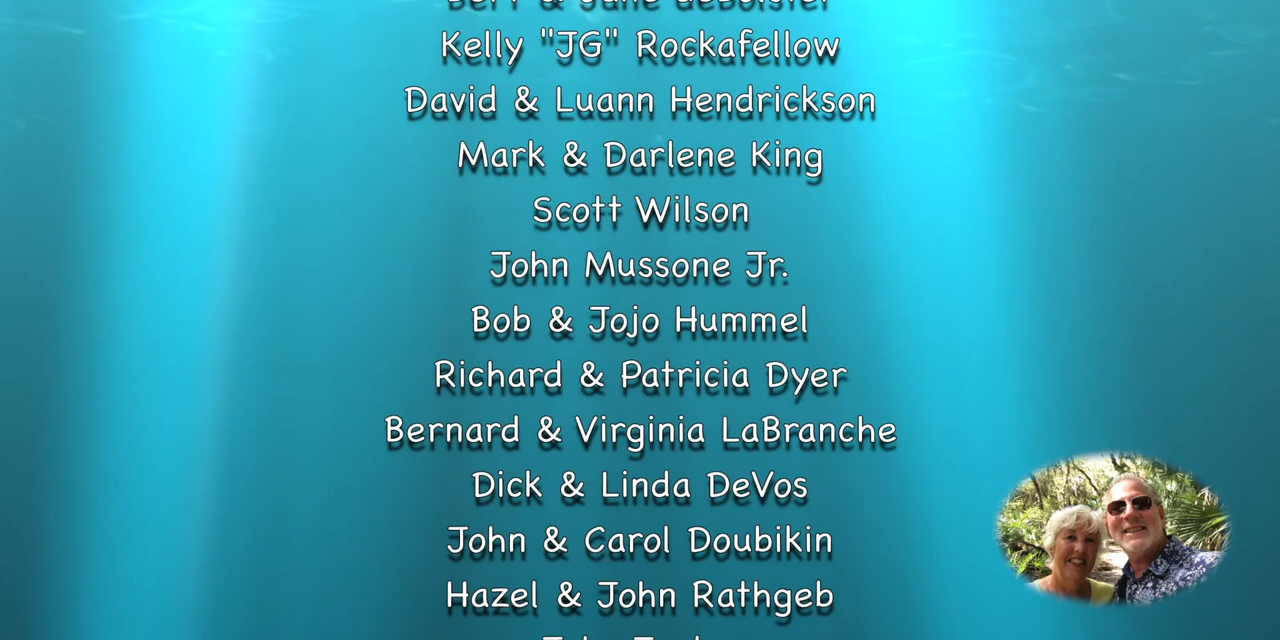 Kelly "JG" Rockafellow
David & Luann Hendrickson
Mark & Darlene King
Scott Wilson
John Mussone Jr.
Bob & Jojo Hummel
Richard & Patricia Dyer
Bernard & Virginia LaBranche
Dick & Linda DeVos
John & Carol Doubikin
Hazel & John Rathgeb